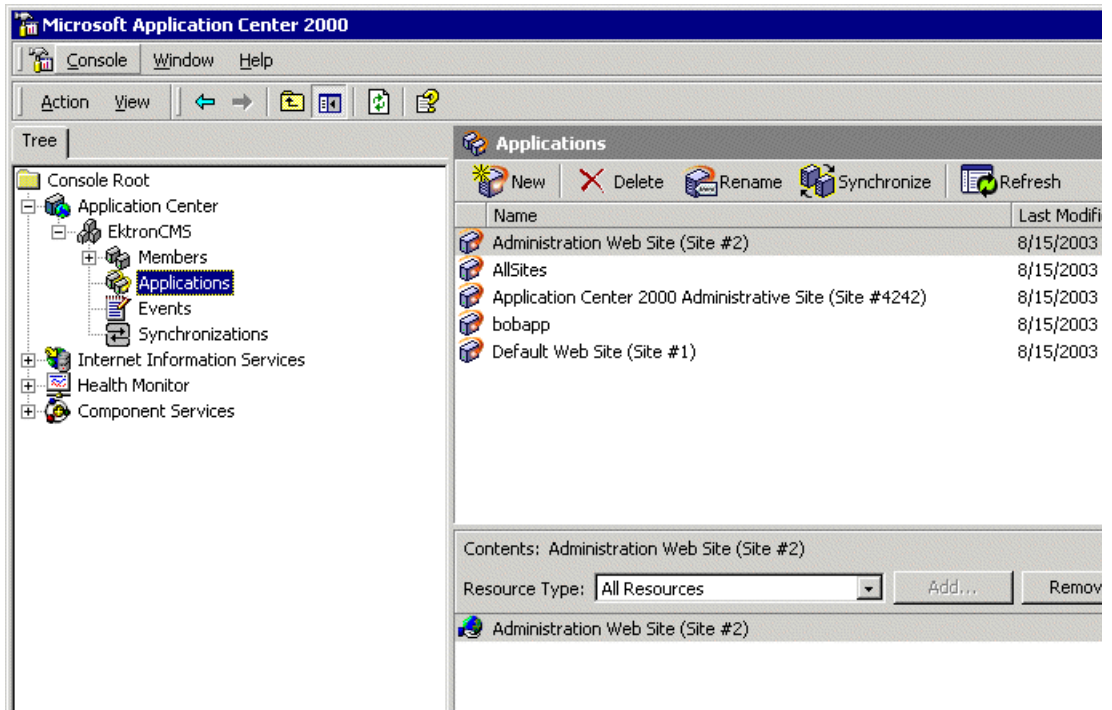 Microsoft Application Center 2000
Console Window Help
Action View
Tree
Console Root
Application Center
EktronCMS
Members
Applications
Events
Synchronizations
Internet Information Services
Health Monitor
Component Services
Applications
New Delete Rename Synchronize Refresh
Name Last Modifi
Administration Web Site (Site #2) 8/15/2003
AllSites 8/15/2003
Application Center 2000 Administrative Site (Site #4242) 8/15/2003
bobapp 8/15/2003
Default Web Site (Site #1) 8/15/2003
Contents: Administration Web Site (Site #2)
Resource Type: All Resources Add... Remov
Administration Web Site (Site #2)